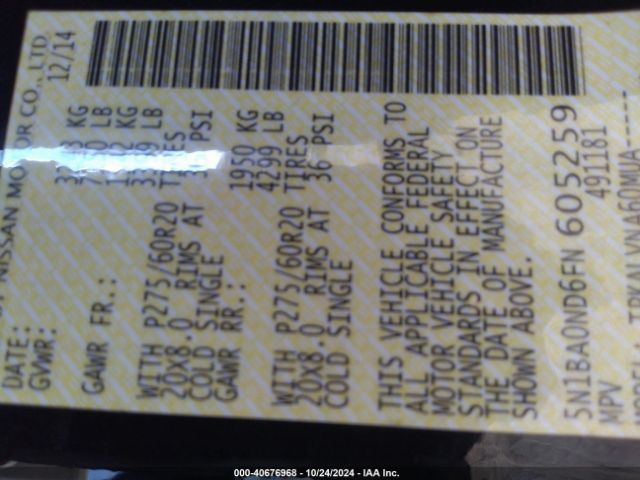 NISSAN MOTOR CO., LTD.
DATE: 12/14
GVWR: KG
LB
GAWR FR.: KG
LB
WITH P275/60R20 TIRES
20X8.0 RIMS AT PSI
COLD SINGLE
GAWR RR.: 1950 KG
4299 LB
WITH P275/60R20 TIRES
20X8.0 RIMS AT 36 PSI
COLD SINGLE
THIS VEHICLE CONFORMS TO
ALL APPLICABLE FEDERAL
MOTOR VEHICLE SAFETY
STANDARDS IN EFFECT ON
THE DATE OF MANUFACTURE
SHOWN ABOVE.
5N1BA0ND6FN 605259
MPV 491181
000-40676968 - 10/24/2024 - IAA Inc.